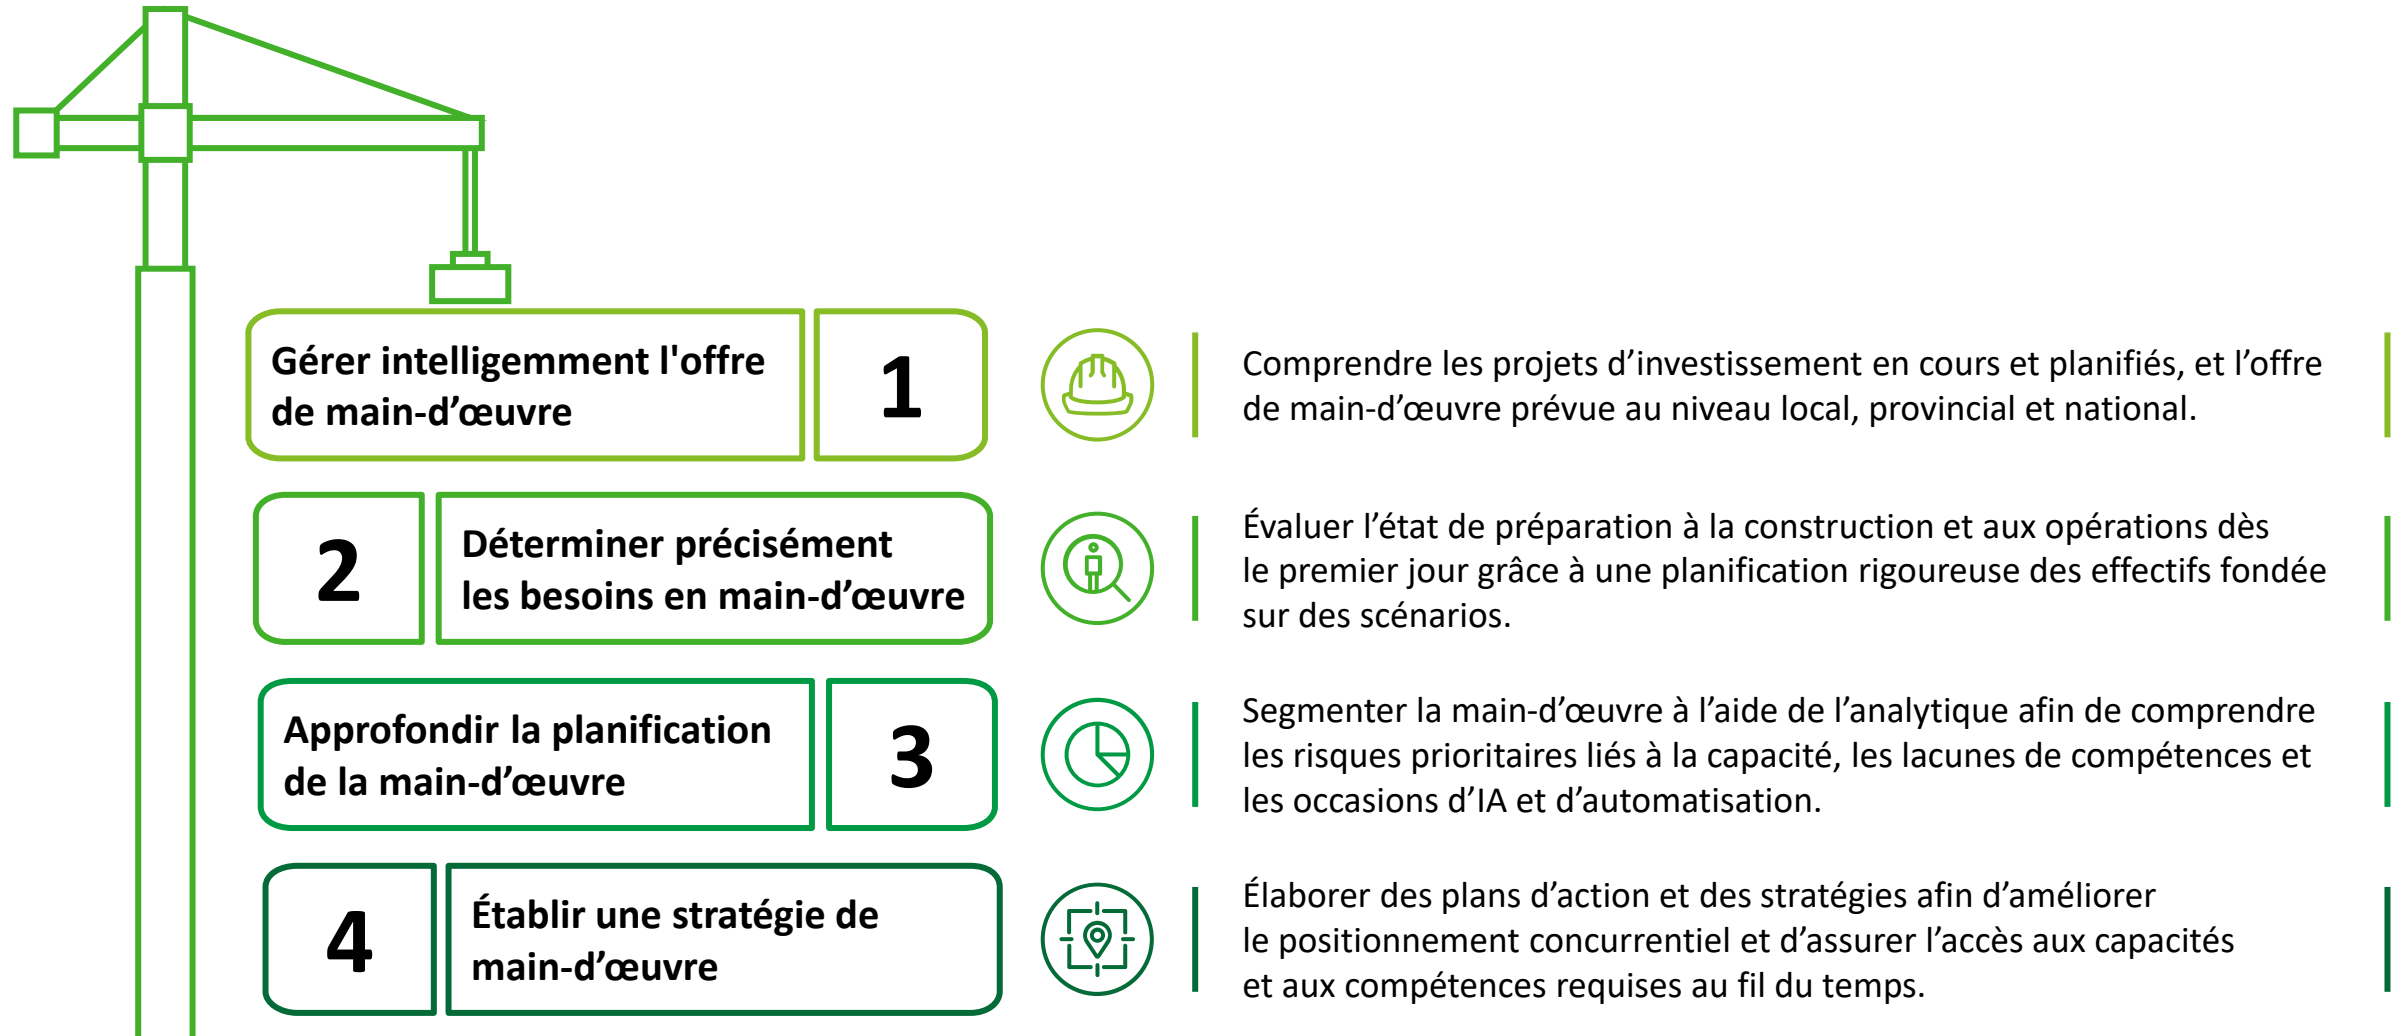 Gérer intelligemment l'offre
de main-d’œuvre
1
Comprendre les projets d’investissement en cours et planifiés, et l’offre
de main-d’œuvre prévue au niveau local, provincial et national.
2
Déterminer précisément
les besoins en main-d’œuvre
Évaluer l’état de préparation à la construction et aux opérations dès
le premier jour grâce à une planification rigoureuse des effectifs fondée
sur des scénarios.
Approfondir la planification
de la main-d’œuvre
3
Segmenter la main-d’œuvre à l’aide de l’analytique afin de comprendre
les risques prioritaires liés à la capacité, les lacunes de compétences et
les occasions d’IA et d’automatisation.
4
Établir une stratégie de
main-d’œuvre
Élaborer des plans d’action et des stratégies afin d’améliorer
le positionnement concurrentiel et d’assurer l’accès aux capacités
et aux compétences requises au fil du temps.